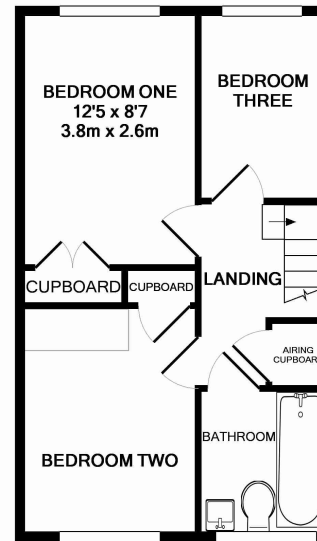 BEDROOM ONE
12'5 x 8'7
3.8m x 2.6m
BEDROOM
THREE
CUPBOARD
CUPBOARD
LANDING
AIRING
CUPBOARD
BATHROOM
BEDROOM TWO